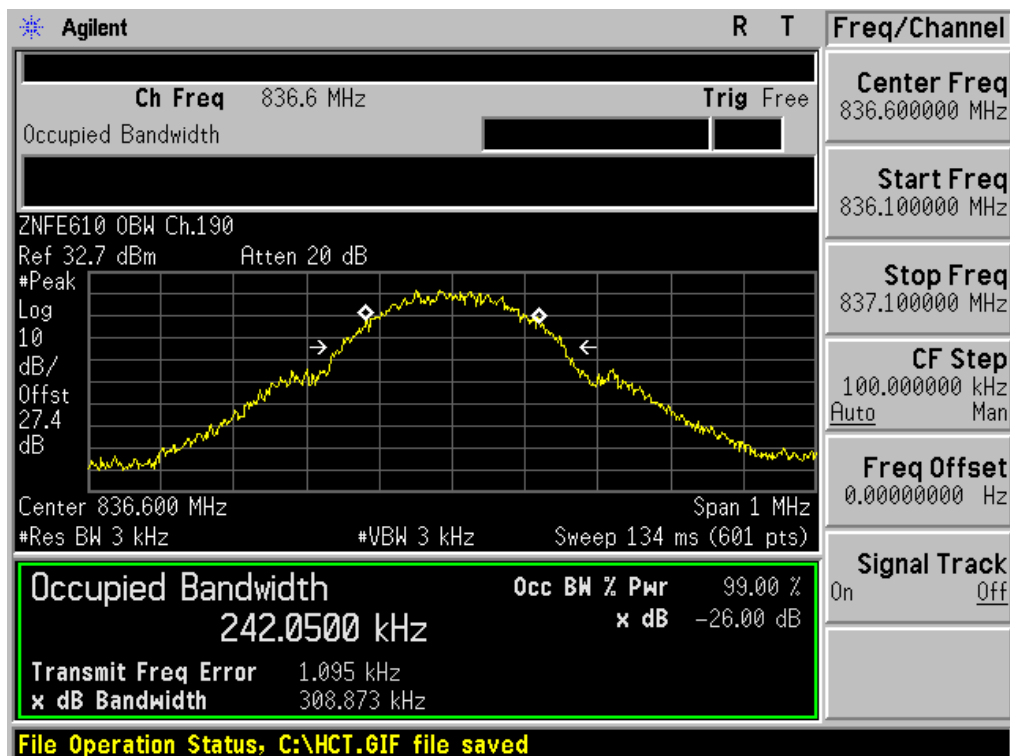 Agilent R T Freq/Channel
Ch Freq 836.6 MHz Trig Free
Occupied Bandwidth
Center Freq
836.600000 MHz
Start Freq
836.100000 MHz
Stop Freq
837.100000 MHz
CF Step
100.000000 kHz
Auto Man
Freq Offset
0.00000000 Hz
Signal Track
On Off
ZNFE610 OBW Ch.190
Ref 32.7 dBm Atten 20 dB
#Peak
Log
10
dB/
Offst
27.4
dB
Center 836.600 MHz Span 1 MHz
#Res BW 3 kHz #VBW 3 kHz Sweep 134 ms (601 pts)
Occupied Bandwidth Occ BW % Pwr 99.00 %
242.0500 kHz x dB -26.00 dB
Transmit Freq Error 1.095 kHz
x dB Bandwidth 308.873 kHz
File Operation Status, C:\HCT.GIF file saved